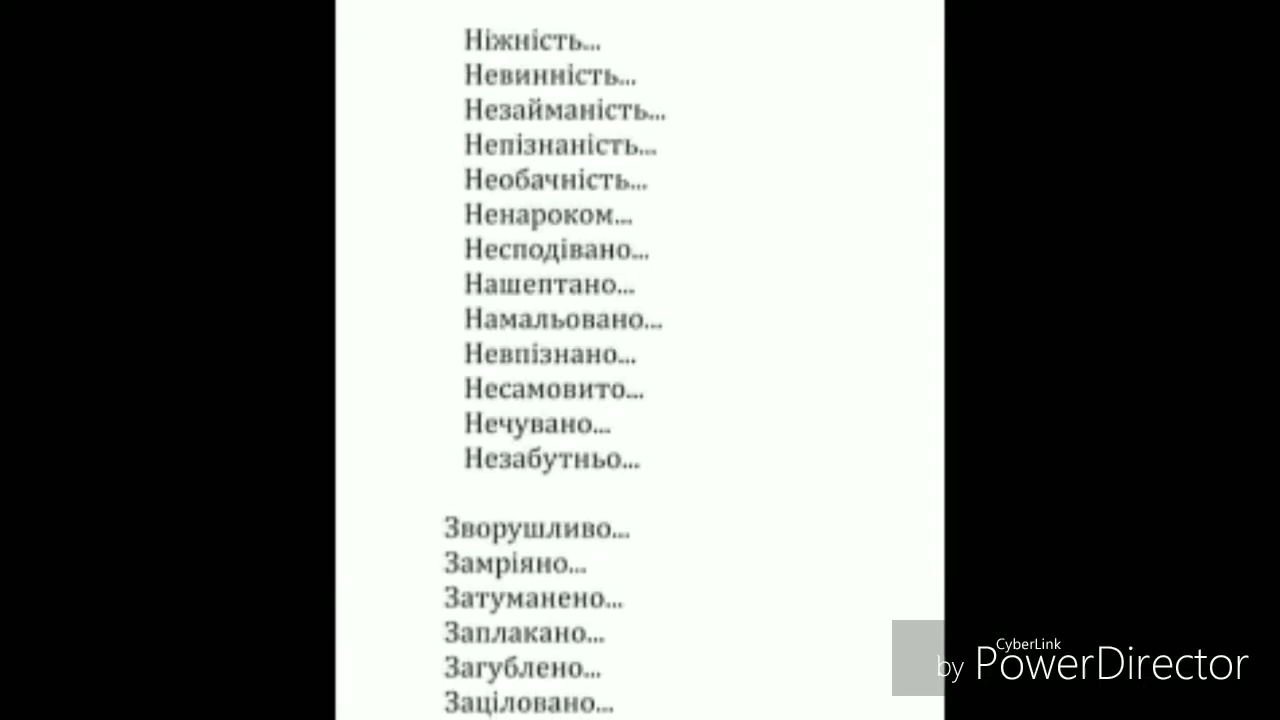 Ніжність...
Невинність...
Незайманість...
Непізнаність...
Необачність...
Ненароком...
Несподівано...
Нашептано...
Намальовано...
Невпізнано...
Несамовито...
Нечувано...
Незабутньо...
Зворушливо...
Замріяно...
Затуманено...
Заплакано...
Загублено...
Зацíловано...
CyberLink
by PowerDirector